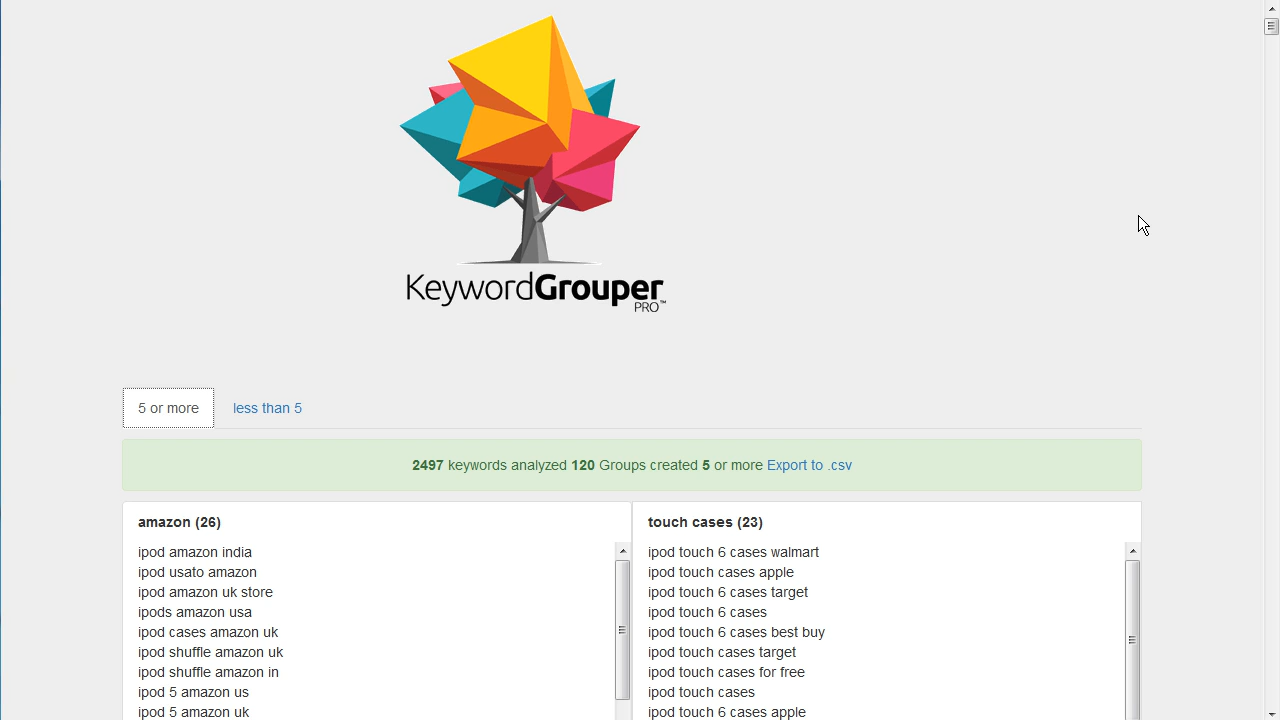 KeywordGrouper
PRO™
5 or more
less than 5
2497 keywords analyzed 120 Groups created 5 or more Export to .csv
amazon (26)
ipod amazon india
ipod usato amazon
ipod amazon uk store
ipods amazon usa
ipod cases amazon uk
ipod shuffle amazon uk
ipod shuffle amazon in
ipod 5 amazon us
ipod 5 amazon uk
touch cases (23)
ipod touch 6 cases walmart
ipod touch cases apple
ipod touch 6 cases target
ipod touch 6 cases
ipod touch 6 cases best buy
ipod touch cases target
ipod touch cases for free
ipod touch cases
ipod touch 6 cases apple